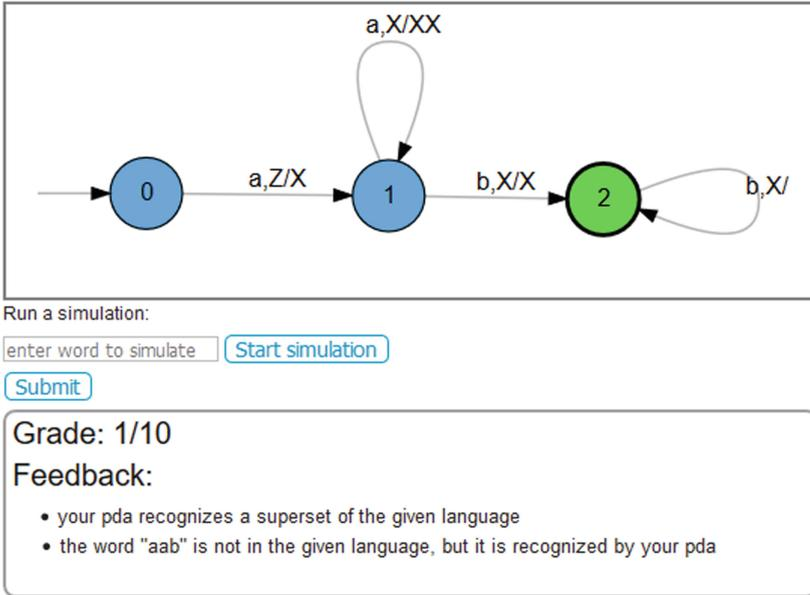 a,X/XX
0
a,Z/X
1
b,X/X
2
b,X/
Run a simulation:
enter word to simulate Start simulation
Submit
Grade: 1/10
Feedback:
• your pda recognizes a superset of the given language
• the word "aab" is not in the given language, but it is recognized by your pda